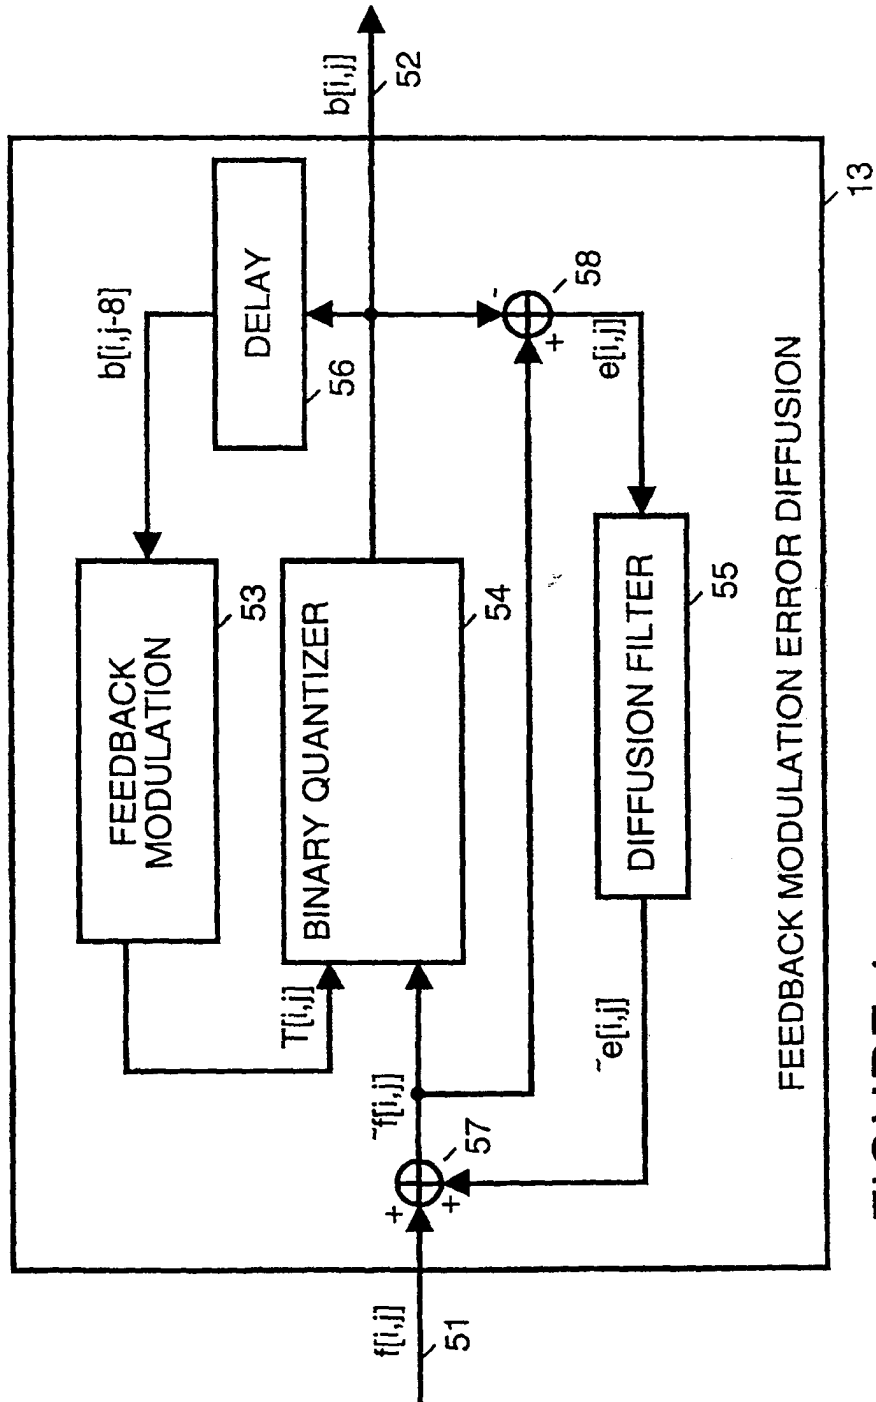 b[i,j-8]
FEEDBACK
MODULATION
53
DELAY
56
T[i,j]
BINARY QUANTIZER
54
b[i,j]
52
f[i,j]
51
+
+
57
˜f[i,j]
-
+
58
e[i,j]
DIFFUSION FILTER
55
˜e[i,j]
FEEDBACK MODULATION ERROR DIFFUSION
13